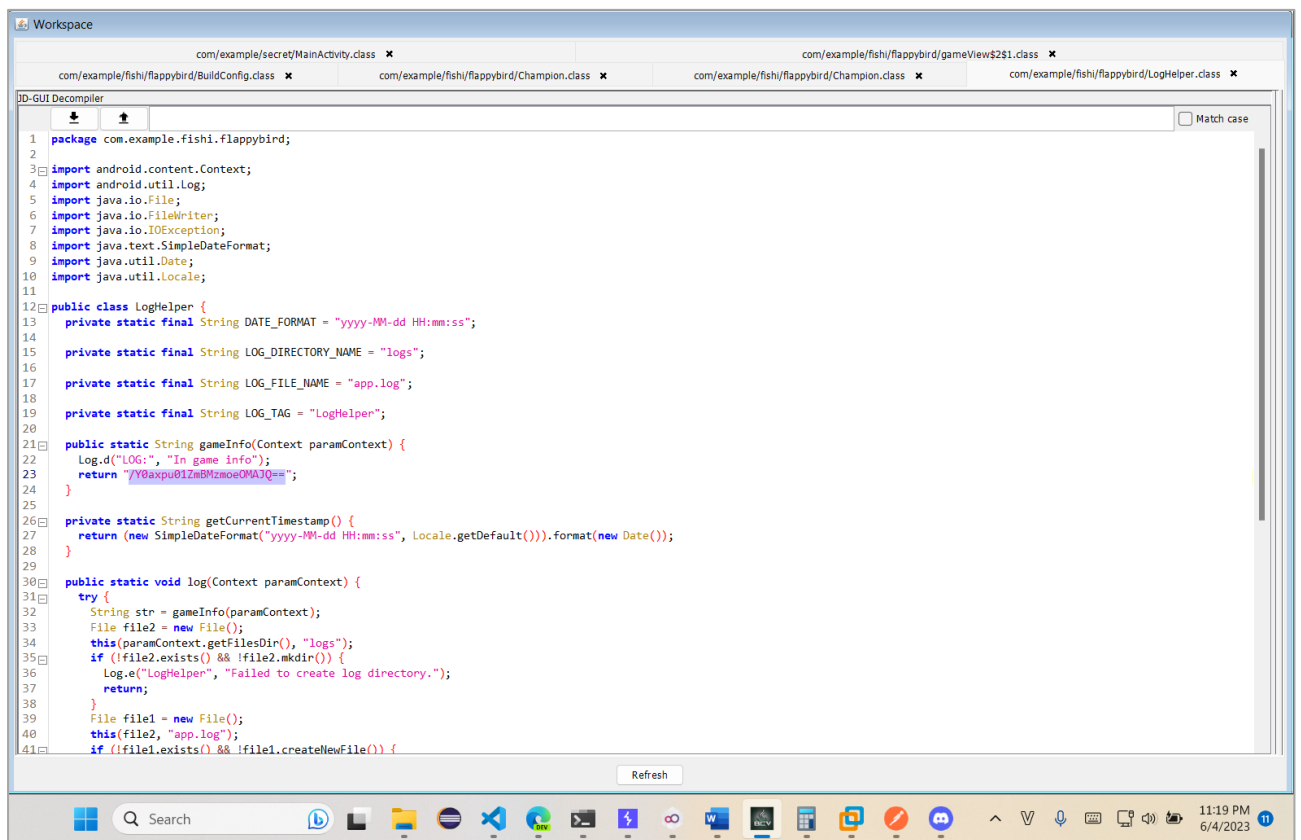 Workspace
com/example/secret/MainActivity.class ×
com/example/fishi/flappybird/gameView$2$1.class ×
com/example/fishi/flappybird/BuildConfig.class ×
com/example/fishi/flappybird/Champion.class ×
com/example/fishi/flappybird/Champion.class ×
com/example/fishi/flappybird/LogHelper.class ×
JD-GUI Decompiler
Match case
1 package com.example.fishi.flappybird;
2
3 import android.content.Context;
4 import android.util.Log;
5 import java.io.File;
6 import java.io.FileWriter;
7 import java.io.IOException;
8 import java.text.SimpleDateFormat;
9 import java.util.Date;
10 import java.util.Locale;
11
12 public class LogHelper {
13 private static final String DATE_FORMAT = "yyyy-MM-dd HH:mm:ss";
14
15 private static final String LOG_DIRECTORY_NAME = "logs";
16
17 private static final String LOG_FILE_NAME = "app.log";
18
19 private static final String LOG_TAG = "LogHelper";
20
21 public static String gameInfo(Context paramContext) {
22 Log.d("LOG:", "In game info");
23 return "/Y0axpu01ZmBMzmoeOMAJQ==";
24 }
25
26 private static String getCurrentTimestamp() {
27 return (new SimpleDateFormat("yyyy-MM-dd HH:mm:ss", Locale.getDefault())).format(new Date());
28 }
29
30 public static void log(Context paramContext) {
31 try {
32 String str = gameInfo(paramContext);
33 File file2 = new File();
34 this(paramContext.getFilesDir(), "logs");
35 if (!file2.exists() && !file2.mkdir()) {
36 Log.e("LogHelper", "Failed to create log directory.");
37 return;
38 }
39 File file1 = new File();
40 this(file2, "app.log");
41 if (!file1.exists() && !file1.createNewFile()) {
Refresh
Search
DEV
BCV
11:19 PM
6/4/2023
11